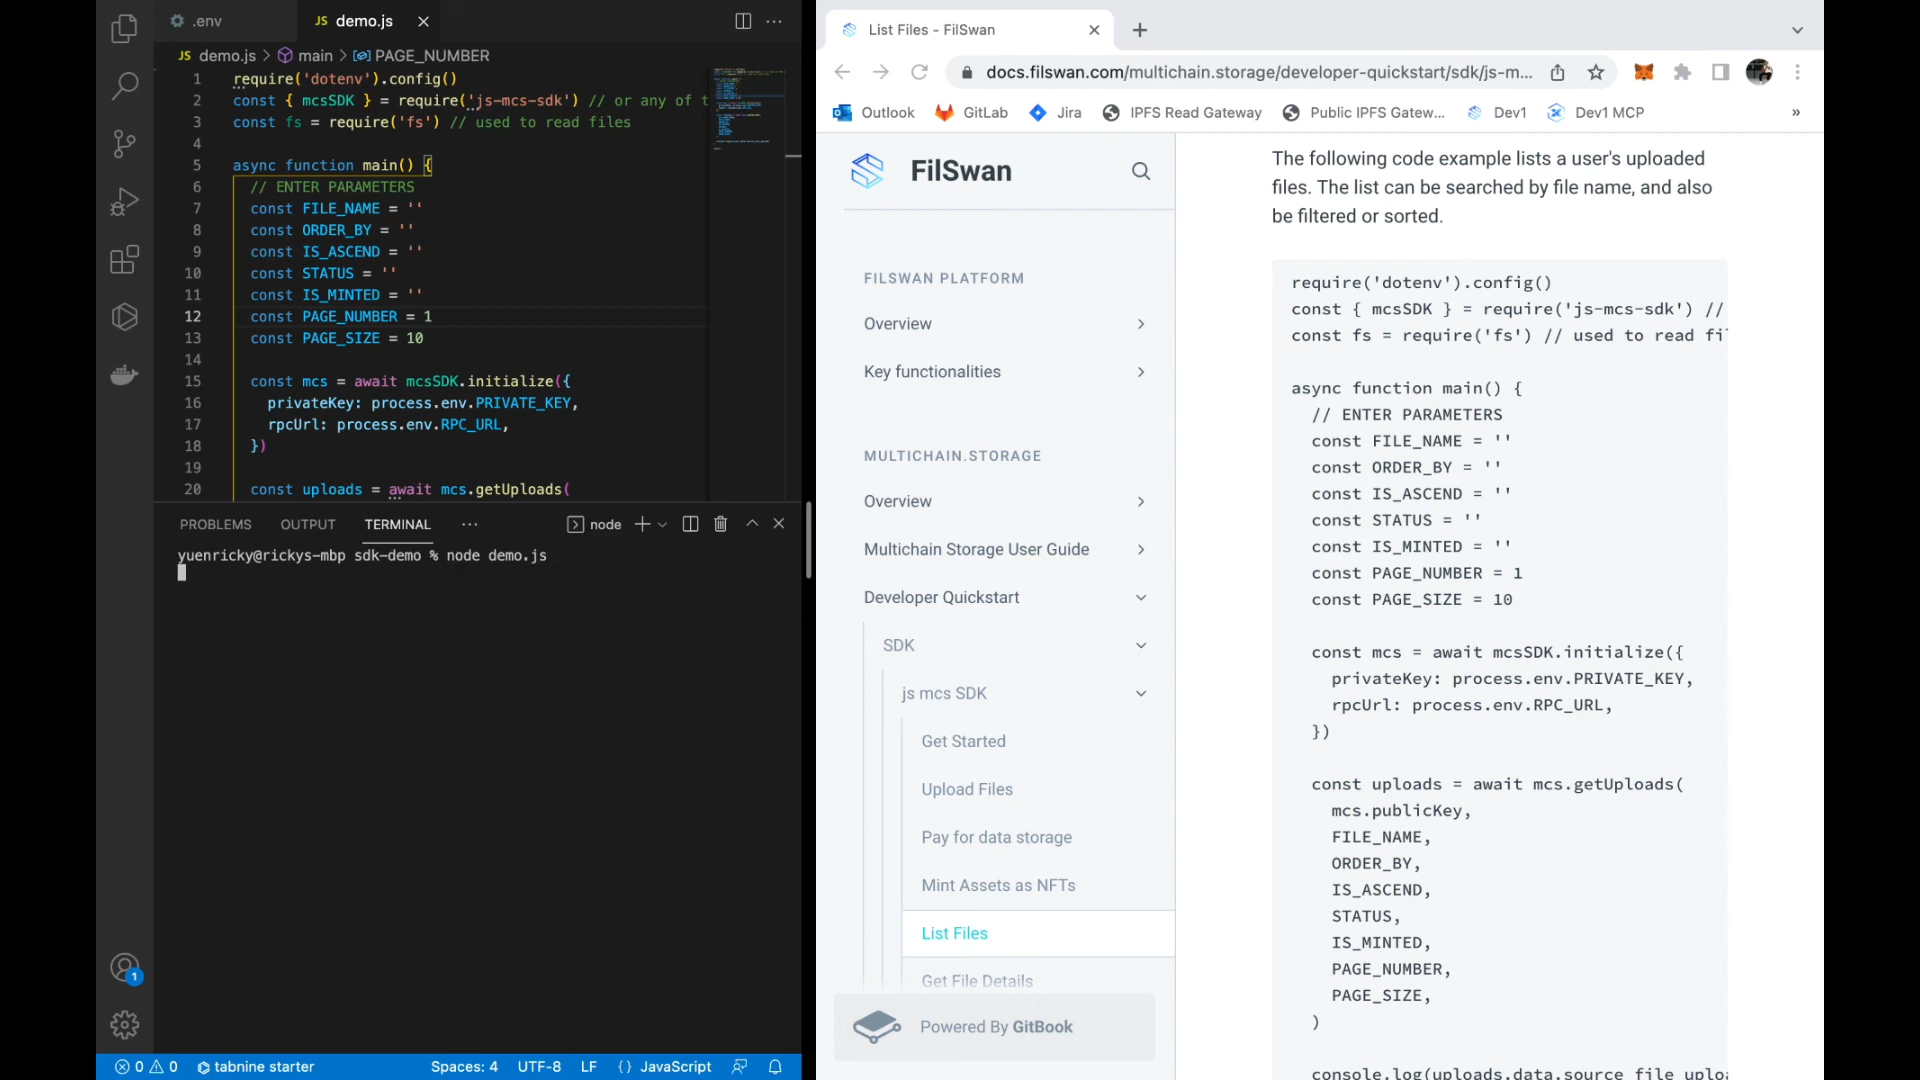 .env
JS demo.js
JS demo.js > main > PAGE_NUMBER
1 require('dotenv').config()
2 const { mcsSDK } = require('js-mcs-sdk') // or any of t
3 const fs = require('fs') // used to read files
4
5 async function main() {
6 // ENTER PARAMETERS
7 const FILE_NAME = ''
8 const ORDER_BY = ''
9 const IS_ASCEND = ''
10 const STATUS = ''
11 const IS_MINTED = ''
12 const PAGE_NUMBER = 1
13 const PAGE_SIZE = 10
14
15 const mcs = await mcsSDK.initialize({
16 privateKey: process.env.PRIVATE_KEY,
17 rpcUrl: process.env.RPC_URL,
18 })
19
20 const uploads = await mcs.getUploads(
PROBLEMS OUTPUT TERMINAL ··· node
yuenricky@rickys-mbp sdk-demo % node demo.js
1
0 0 tabnine starter Spaces: 4 UTF-8 LF {} JavaScript
List Files - FilSwan
docs.filswan.com/multichain.storage/developer-quickstart/sdk/js-m...
Outlook GitLab Jira IPFS Read Gateway Public IPFS Gatew... Dev1 Dev1 MCP »
FilSwan
FILSWAN PLATFORM
Overview
Key functionalities
MULTICHAIN.STORAGE
Overview
Multichain Storage User Guide
Developer Quickstart
SDK
js mcs SDK
Get Started
Upload Files
Pay for data storage
Mint Assets as NFTs
List Files
Get File Details
Powered By GitBook
The following code example lists a user's uploaded
files. The list can be searched by file name, and also
be filtered or sorted.
require('dotenv').config()
const { mcsSDK } = require('js-mcs-sdk') //
const fs = require('fs') // used to read fi
async function main() {
// ENTER PARAMETERS
const FILE_NAME = ''
const ORDER_BY = ''
const IS_ASCEND = ''
const STATUS = ''
const IS_MINTED = ''
const PAGE_NUMBER = 1
const PAGE_SIZE = 10
const mcs = await mcsSDK.initialize({
privateKey: process.env.PRIVATE_KEY,
rpcUrl: process.env.RPC_URL,
})
const uploads = await mcs.getUploads(
mcs.publicKey,
FILE_NAME,
ORDER_BY,
IS_ASCEND,
STATUS,
IS_MINTED,
PAGE_NUMBER,
PAGE_SIZE,
)
console.log(uploads.data.source_file_uplo